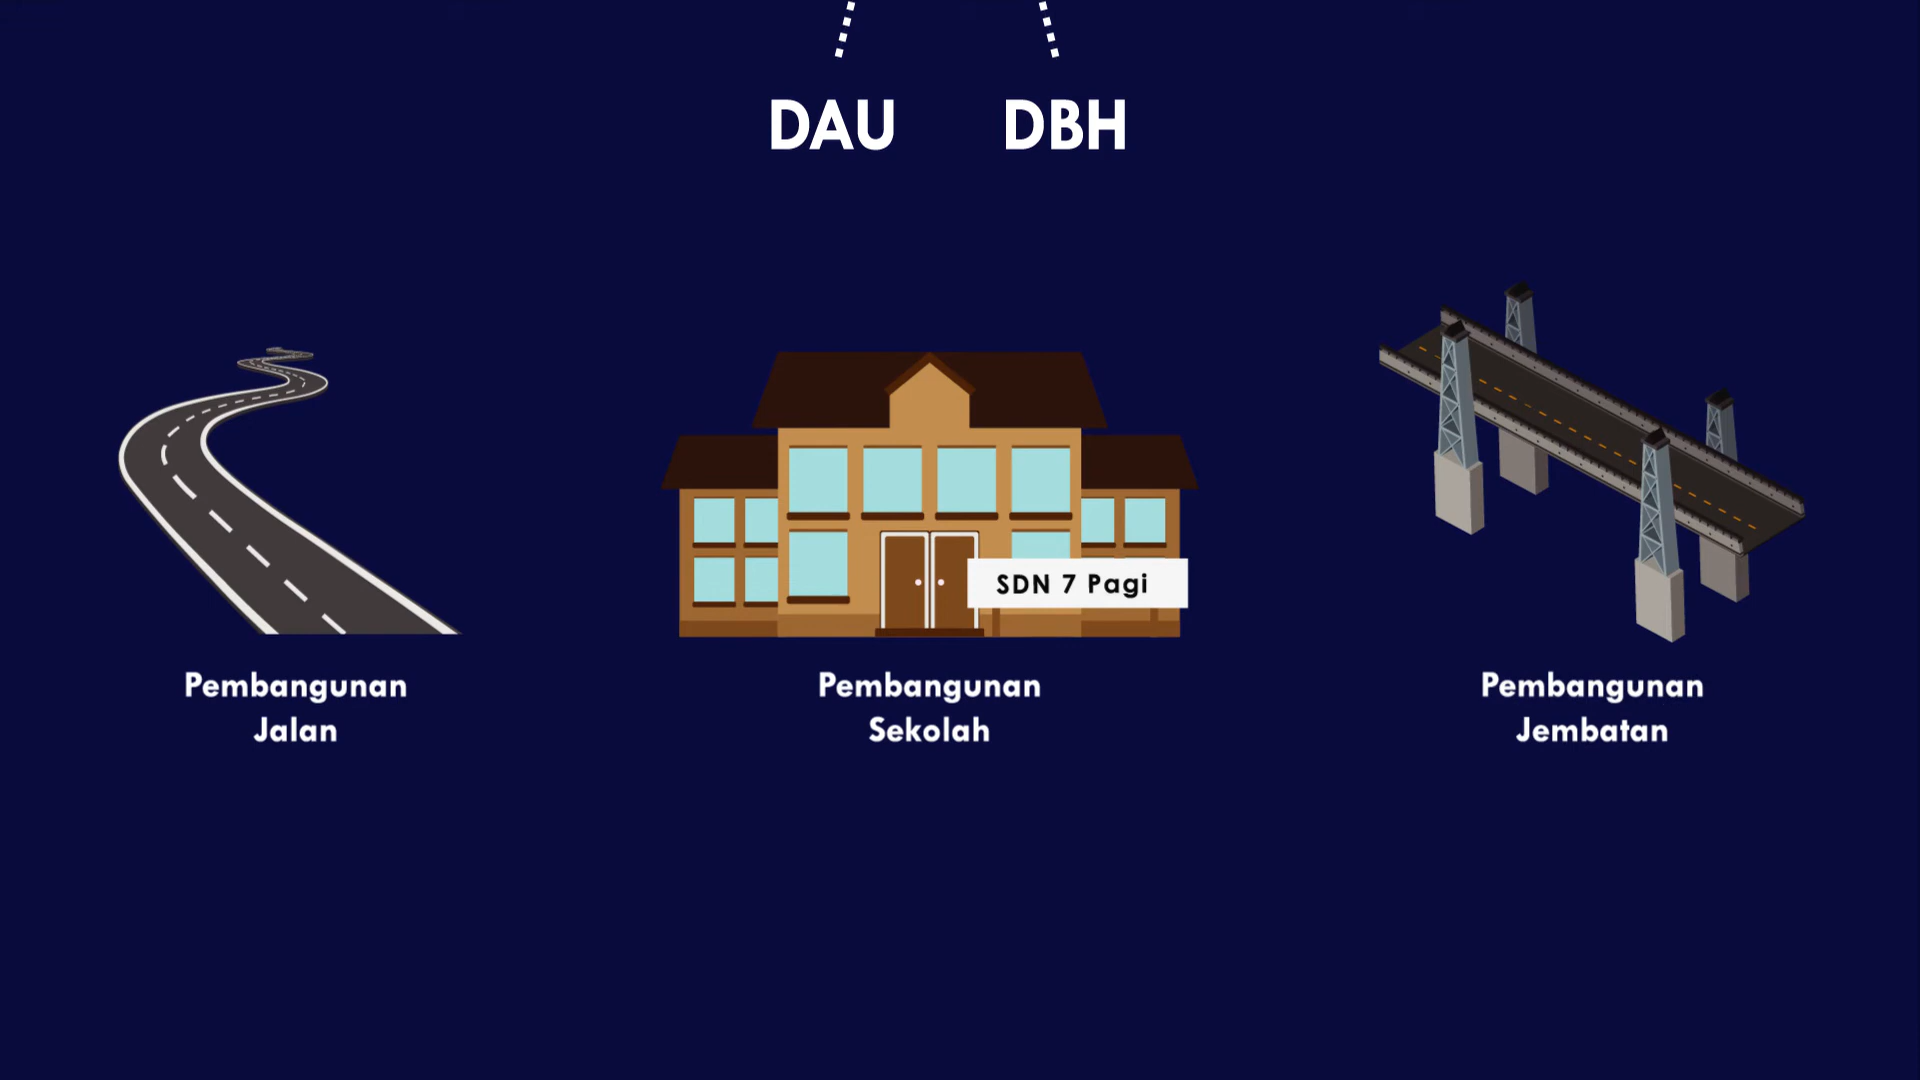 DAU DBH
SDN 7 Pagi
Pembangunan
Jalan
Pembangunan
Sekolah
Pembangunan
Jembatan